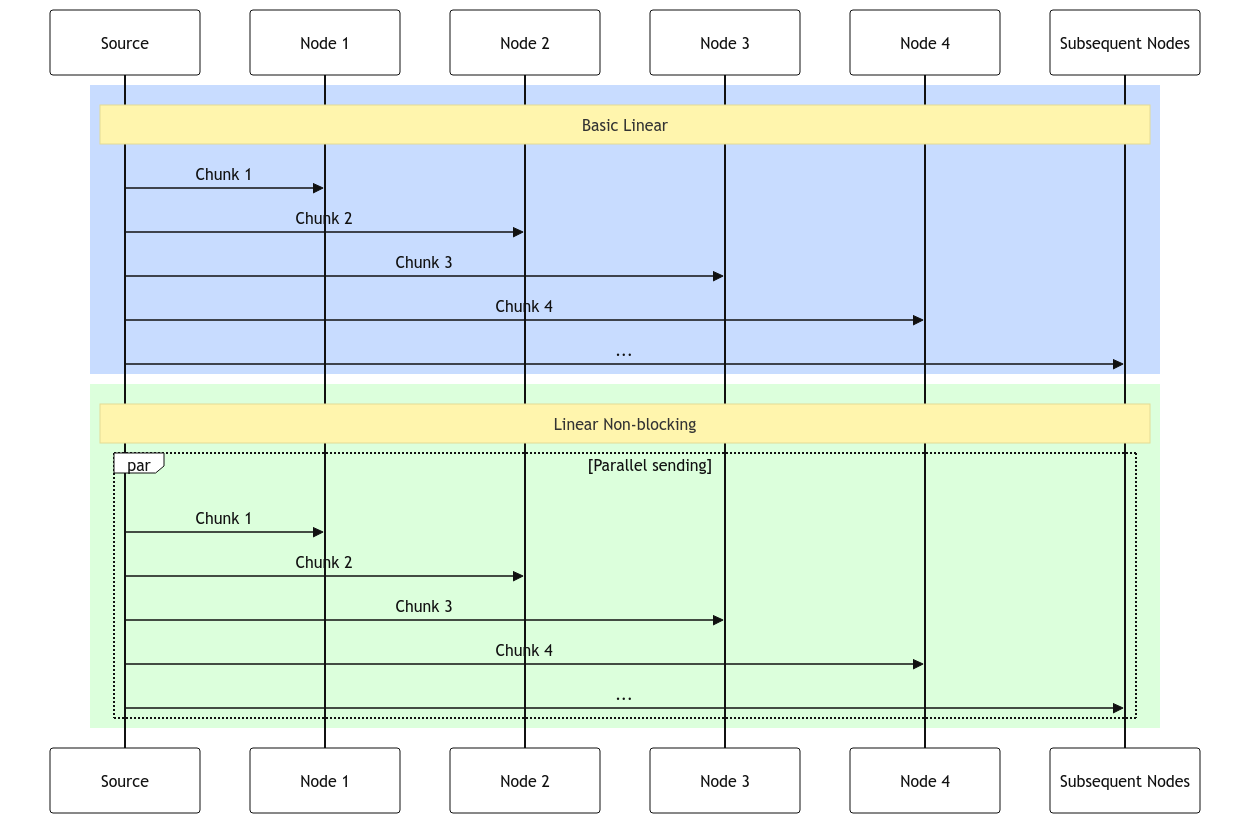 Source
Node 1
Node 2
Node 3
Node 4
Subsequent Nodes
Basic Linear
Chunk 1
Chunk 2
Chunk 3
Chunk 4
...
Linear Non-blocking
par
[Parallel sending]
Chunk 1
Chunk 2
Chunk 3
Chunk 4
...
Source
Node 1
Node 2
Node 3
Node 4
Subsequent Nodes